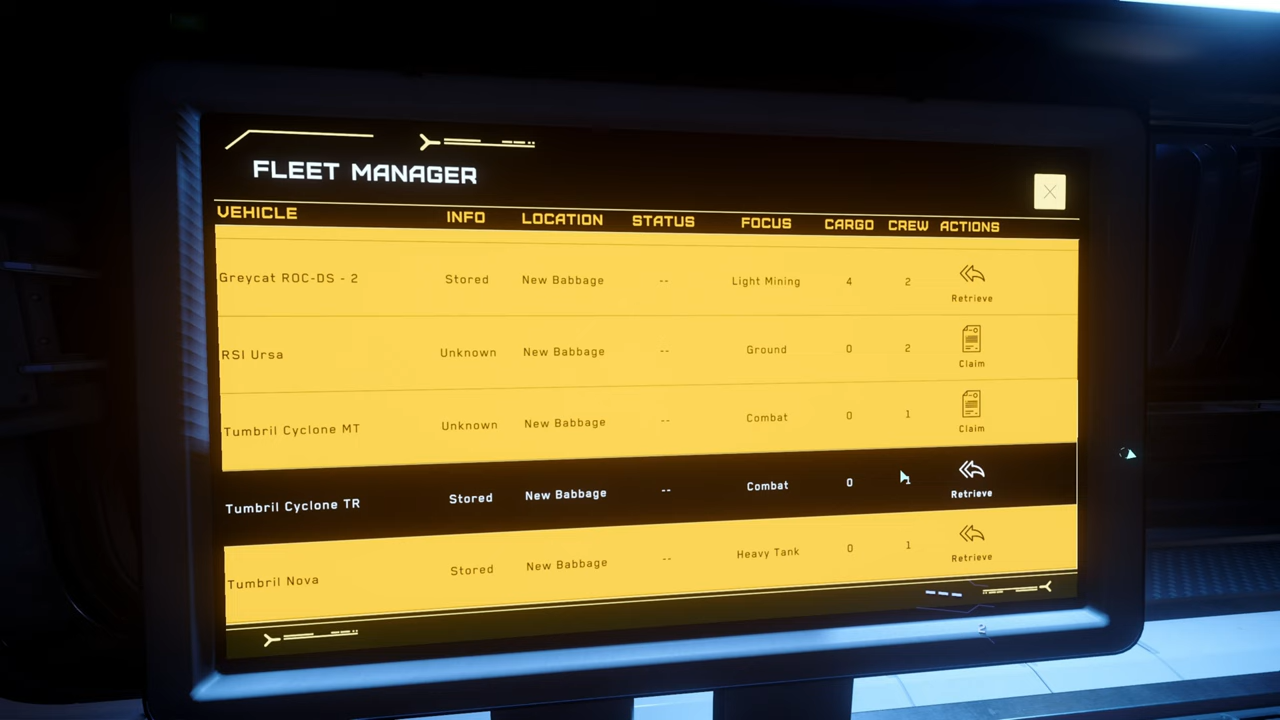 FLEET MANAGER
VEHICLE INFO LOCATION STATUS FOCUS CARGO CREW ACTIONS
Greycat ROC-DS - 2 Stored New Babbage -- Light Mining 4 2 Retrieve
RSI Ursa Unknown New Babbage -- Ground 0 2 Claim
Tumbril Cyclone MT Unknown New Babbage -- Combat 0 1 Claim
Tumbril Cyclone TR Stored New Babbage -- Combat 0 1 Retrieve
Tumbril Nova Stored New Babbage -- Heavy Tank 0 1 Retrieve